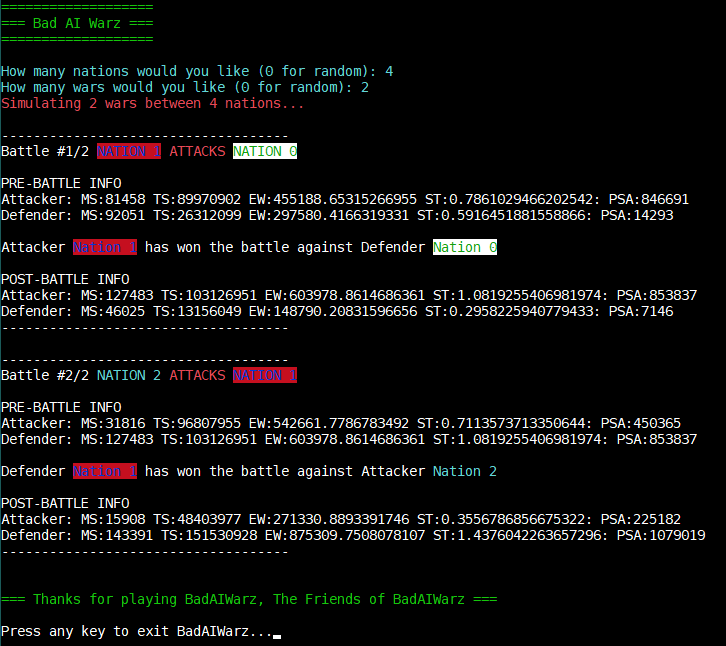 ===================
=== Bad AI Warz ===
===================
How many nations would you like (0 for random): 4
How many wars would you like (0 for random): 2
Simulating 2 wars between 4 nations...
------------------------------------
Battle #1/2 NATION 1 ATTACKS NATION 0
PRE-BATTLE INFO
Attacker: MS:81458 TS:89970902 EW:455188.65315266955 ST:0.7861029466202542: PSA:846691
Defender: MS:92051 TS:26312099 EW:297580.4166319331 ST:0.5916451881558866: PSA:14293
Attacker Nation 1 has won the battle against Defender Nation 0
POST-BATTLE INFO
Attacker: MS:127483 TS:103126951 EW:603978.8614686361 ST:1.0819255406981974: PSA:853837
Defender: MS:46025 TS:13156049 EW:148790.20831596656 ST:0.2958225940779433: PSA:7146
------------------------------------
------------------------------------
Battle #2/2 NATION 2 ATTACKS NATION 1
PRE-BATTLE INFO
Attacker: MS:31816 TS:96807955 EW:542661.7786783492 ST:0.7113573713350644: PSA:450365
Defender: MS:127483 TS:103126951 EW:603978.8614686361 ST:1.0819255406981974: PSA:853837
Defender Nation 1 has won the battle against Attacker Nation 2
POST-BATTLE INFO
Attacker: MS:15908 TS:48403977 EW:271330.8893391746 ST:0.3556786856675322: PSA:225182
Defender: MS:143391 TS:151530928 EW:875309.7508078107 ST:1.4376042263657296: PSA:1079019
------------------------------------
=== Thanks for playing BadAIWarz, The Friends of BadAIWarz ===
Press any key to exit BadAIWarz...